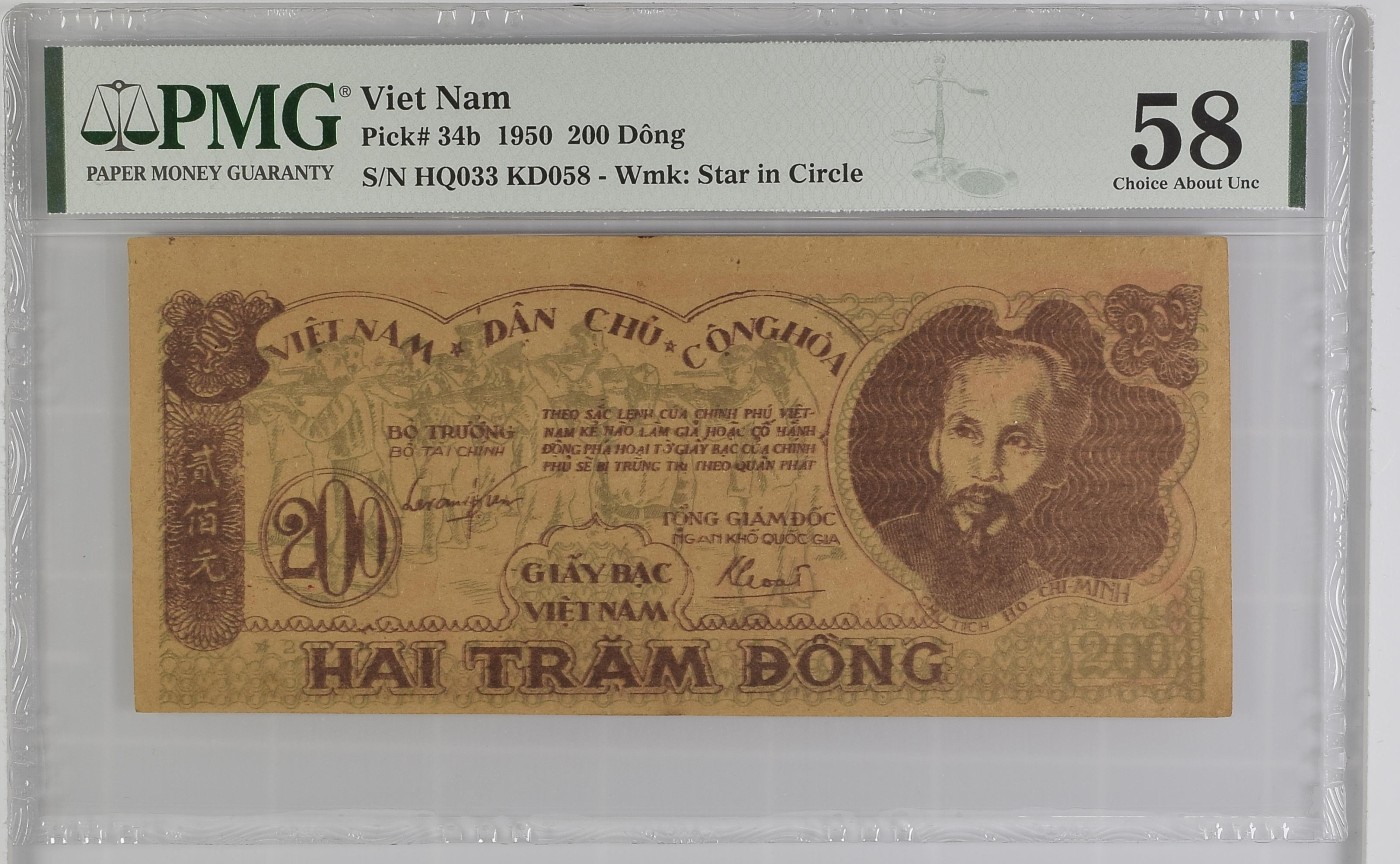 PMG®
PAPER MONEY GUARANTY
Viet Nam
Pick# 34b 1950 200 Dông
S/N HQ033 KD058 - Wmk: Star in Circle
58
Choice About Unc
200
VIỆT NAM ★ DÂN CHỦ ★ CỘNG HÒA
200
BỘ TRƯỞNG
BỘ TÀI CHÍNH
THEO SẮC LỆNH CỦA CHÍNH PHỦ VIỆT-
NAM KẺ NÀO LÀM GIẢ HOẶC CÓ HÀNH
ĐỘNG PHÁ HOẠI TỜ GIẤY BẠC CỦA CHÍNH
PHỦ SẼ BỊ TRỪNG TRỊ THEO QUÂN PHÁT
貳佰元
200
TỔNG GIÁM ĐỐC
NGÂN KHỐ QUỐC GIA
GIẤY BẠC
VIỆT NAM
CHỦ TỊCH HỒ-CHÍ-MINH
HAI TRĂM ĐỒNG
200